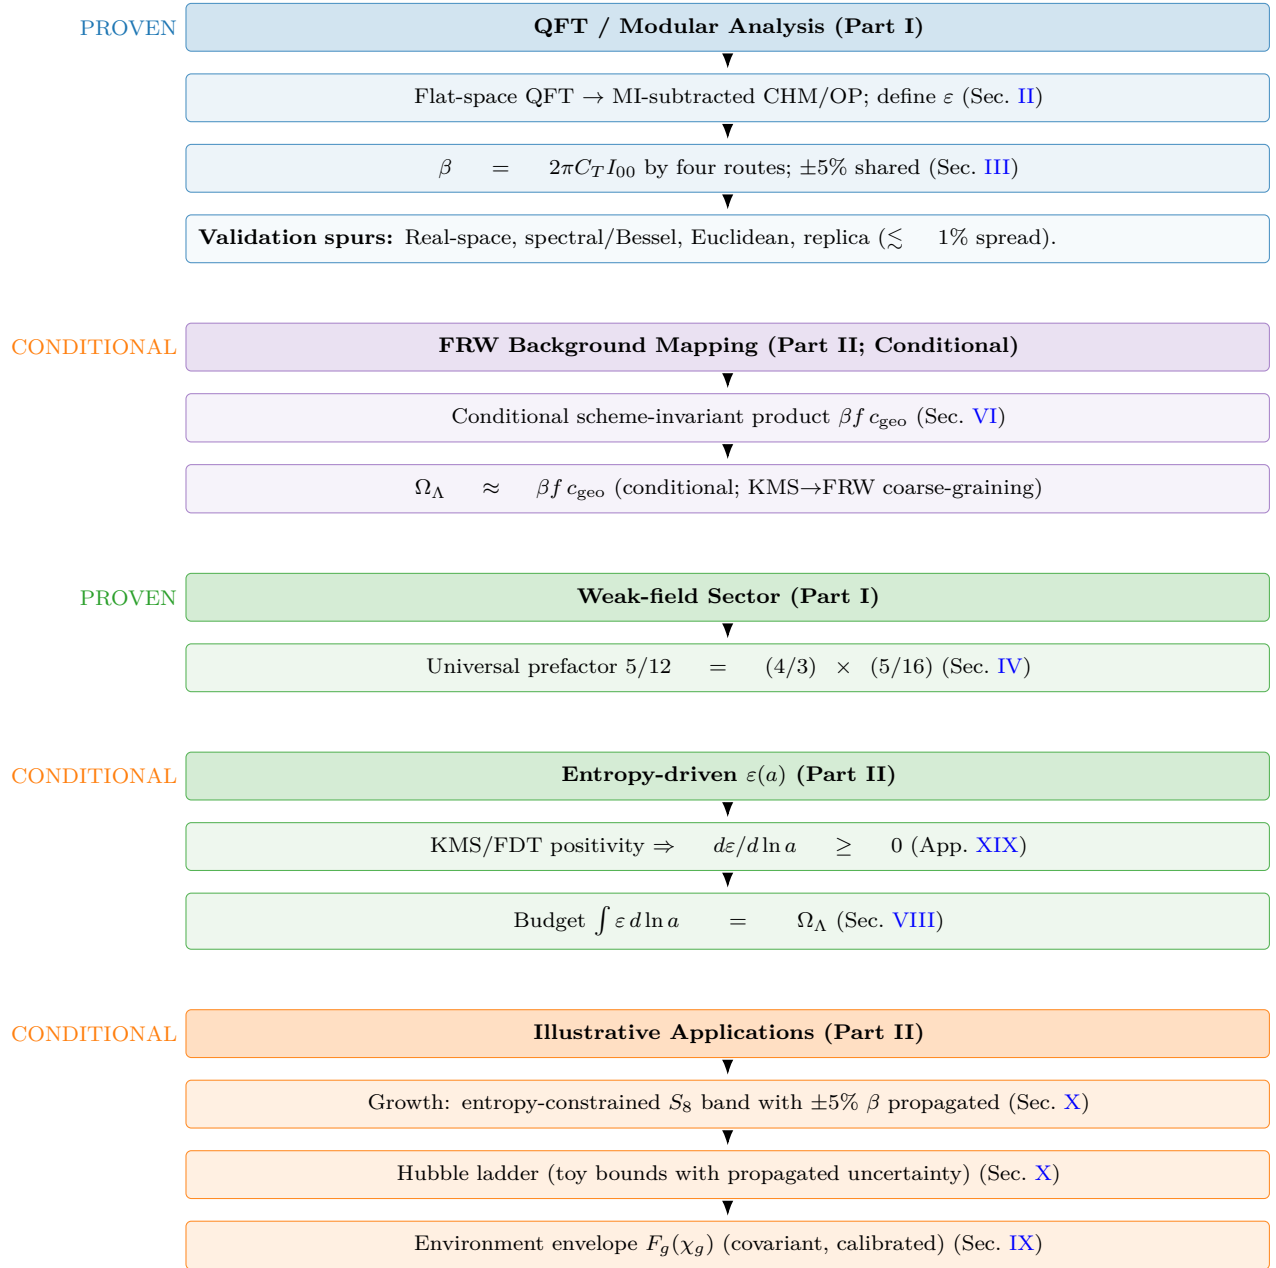 PROVEN
QFT / Modular Analysis (Part I)
Flat-space QFT → MI-subtracted CHM/OP; define ε (Sec. II)
β = 2πC_T I_00 by four routes; ±5% shared (Sec. III)
Validation spurs: Real-space, spectral/Bessel, Euclidean, replica (≲ 1% spread).
CONDITIONAL
FRW Background Mapping (Part II; Conditional)
Conditional scheme-invariant product βf c_geo (Sec. VI)
Ω_Λ ≈ βf c_geo (conditional; KMS→FRW coarse-graining)
PROVEN
Weak-field Sector (Part I)
Universal prefactor 5/12 = (4/3) × (5/16) (Sec. IV)
CONDITIONAL
Entropy-driven ε(a) (Part II)
KMS/FDT positivity ⇒ dε/d ln a ≥ 0 (App. XIX)
Budget ∫ ε d ln a = Ω_Λ (Sec. VIII)
CONDITIONAL
Illustrative Applications (Part II)
Growth: entropy-constrained S_8 band with ±5% β propagated (Sec. X)
Hubble ladder (toy bounds with propagated uncertainty) (Sec. X)
Environment envelope F_g(χ_g) (covariant, calibrated) (Sec. IX)